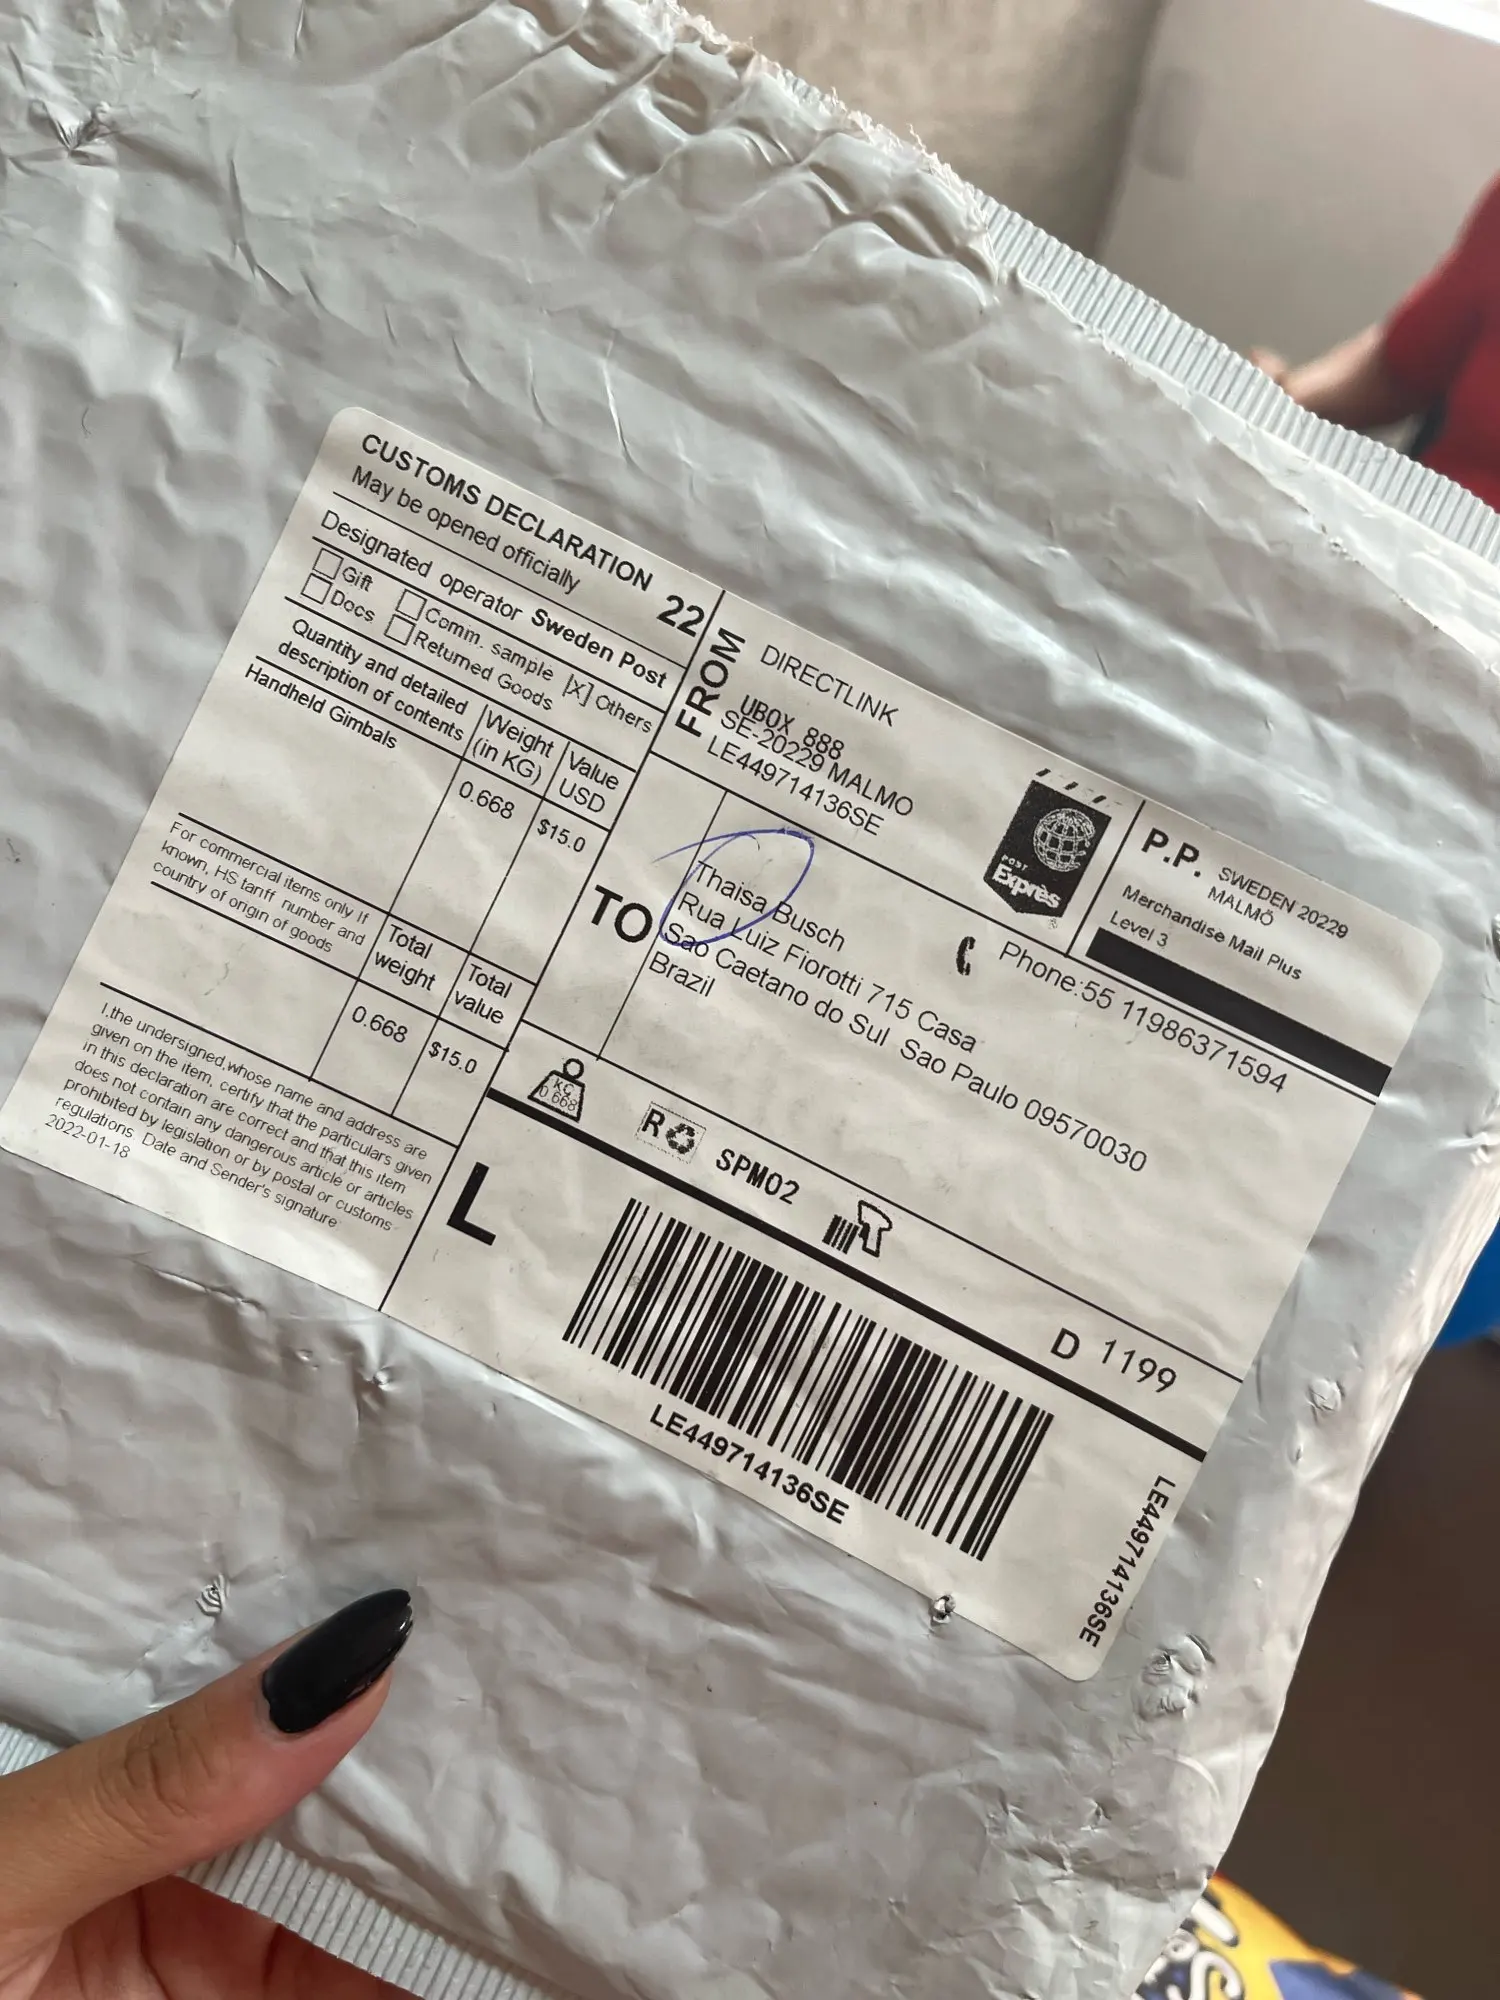 CUSTOMS DECLARATION 22
May be opened officially
Designated operator Sweden Post
Gift Comm. sample [X] Others
Docs Returned Goods
Quantity and detailed description of contents
Weight (in KG)
Value USD
Handheld Gimbals
0.668
$15.0
For commercial items only If
known, HS tariff number and
country of origin of goods
Total weight
Total value
0.668
$15.0
I,the undersigned,whose name and address are
given on the item, certify that the particulars given
in this declaration are correct and that this item
does not contain any dangerous article or articles
prohibited by legislation or by postal or customs
regulations. Date and Sender's signature
2022-01-18
FROM
DIRECTLINK
UBOX 888
SE-20229 MALMO
LE449714136SE
POST
Exprès
P.P. SWEDEN 20229
MALMÖ
Merchandise Mail Plus
Level 3
TO
Thaisa Busch
Rua Luiz Fiorotti 715 Casa
Sao Caetano do Sul Sao Paulo 09570030
Brazil
Phone:55 11986371594
KG
0.668
R
SPM02
D 1199
L
LE449714136SE
LE449714136SE